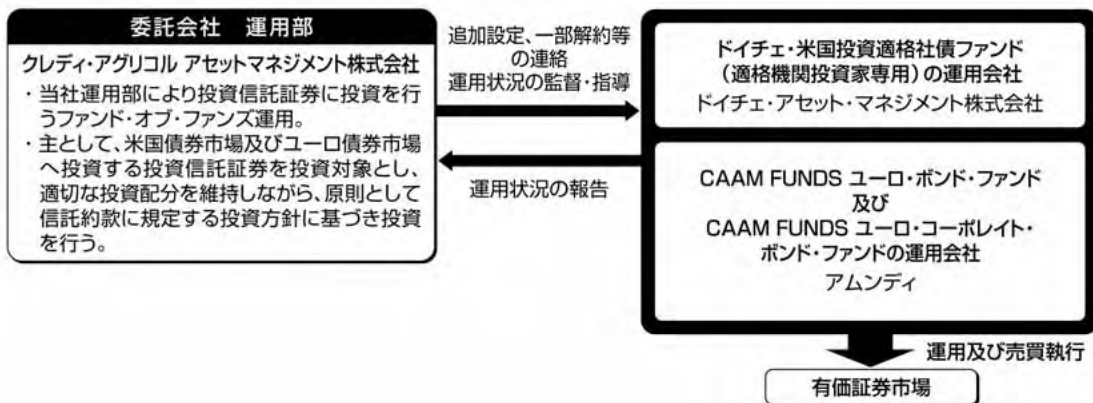 委託会社 運用部
クレディ・アグリコル アセットマネジメント株式会社
・当社運用部により投資信託証券に投資を行
うファンド・オブ・ファンズ運用。
・主として、米国債券市場及びユーロ債券市場
へ投資する投資信託証券を投資対象とし、
適切な投資配分を維持しながら、原則として
信託約款に規定する投資方針に基づき投資
を行う。
追加設定、一部解約等
の連絡
運用状況の監督・指導
運用状況の報告
ドイチェ・米国投資適格社債ファンド
（適格機関投資家専用）の運用会社
ドイチェ・アセット・マネジメント株式会社
CAAM FUNDS ユーロ・ボンド・ファンド
及び
CAAM FUNDS ユーロ・コーポレイト・
ボンド・ファンドの運用会社
アムンディ
運用及び売買執行
有価証券市場